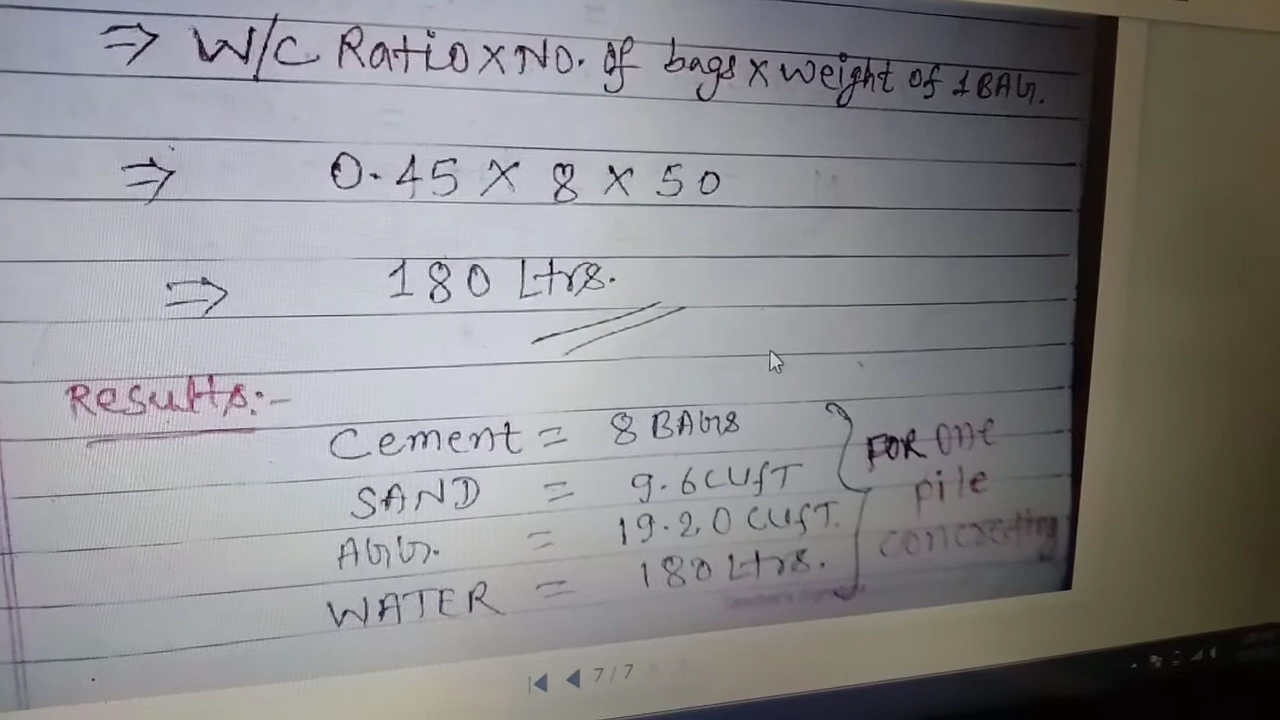 ⇒ W/C Ratio x No. of bags x weight of 1 BAG.
⇒ 0.45 x 8 x 50
⇒ 180 Ltrs.
Results:-
Cement = 8 BAGS
SAND = 9.6 CUFT
AGG. = 19.20 CUFT.
WATER = 180 Ltrs.
FOR one
pile
concreting
7/7